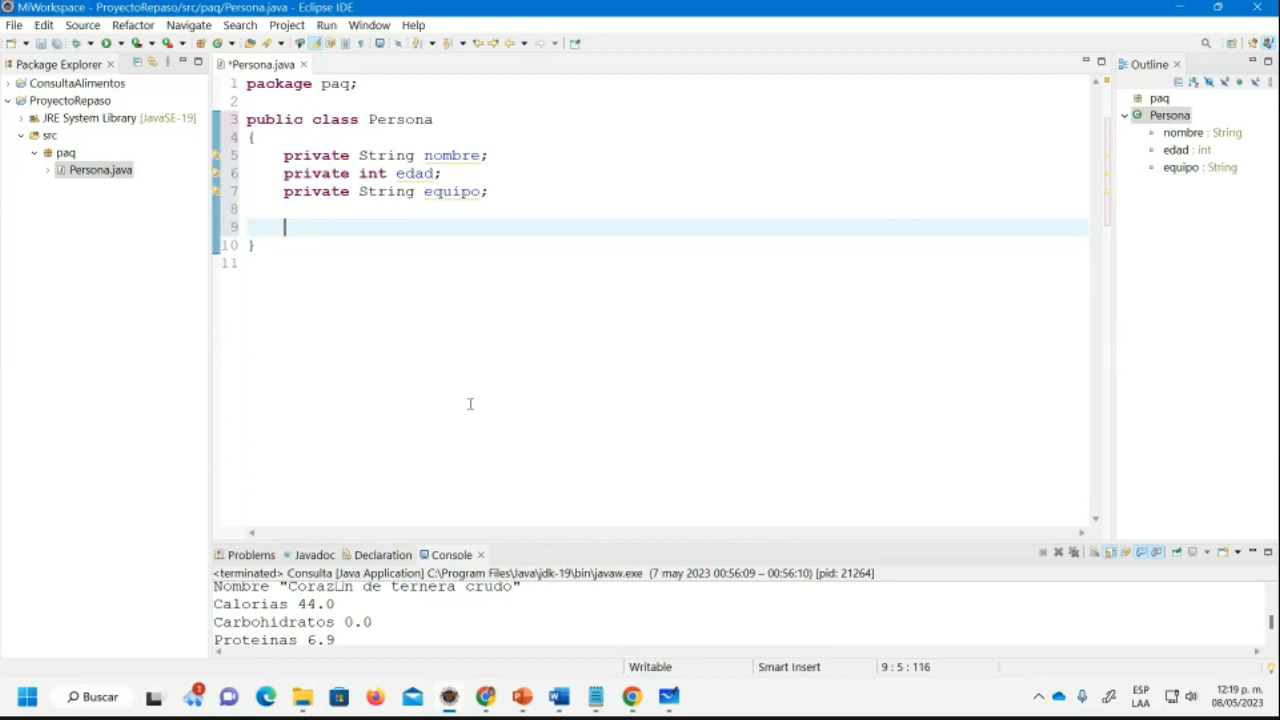 MiWorkspace - ProyectoRepaso/src/paq/Persona.java - Eclipse IDE
File Edit Source Refactor Navigate Search Project Run Window Help
Package Explorer
ConsultaAlimentos
ProyectoRepaso
JRE System Library [JavaSE-19]
src
paq
Persona.java
*Persona.java
1 package paq;
2
3 public class Persona
4 {
5 private String nombre;
6 private int edad;
7 private String equipo;
8
9
10 }
11
Outline
paq
Persona
nombre : String
edad : int
equipo : String
Problems Javadoc Declaration Console
<terminated> Consulta [Java Application] C:\Program Files\Java\jdk-19\bin\javaw.exe (7 may 2023 00:56:09 – 00:56:10) [pid: 21264]
Nombre "Coraz□n de ternera crudo"
Calorias 44.0
Carbohidratos 0.0
Proteinas 6.9
Writable Smart Insert 9 : 5 : 116
Buscar
1
ESP
LAA
12:19 p. m.
08/05/2023